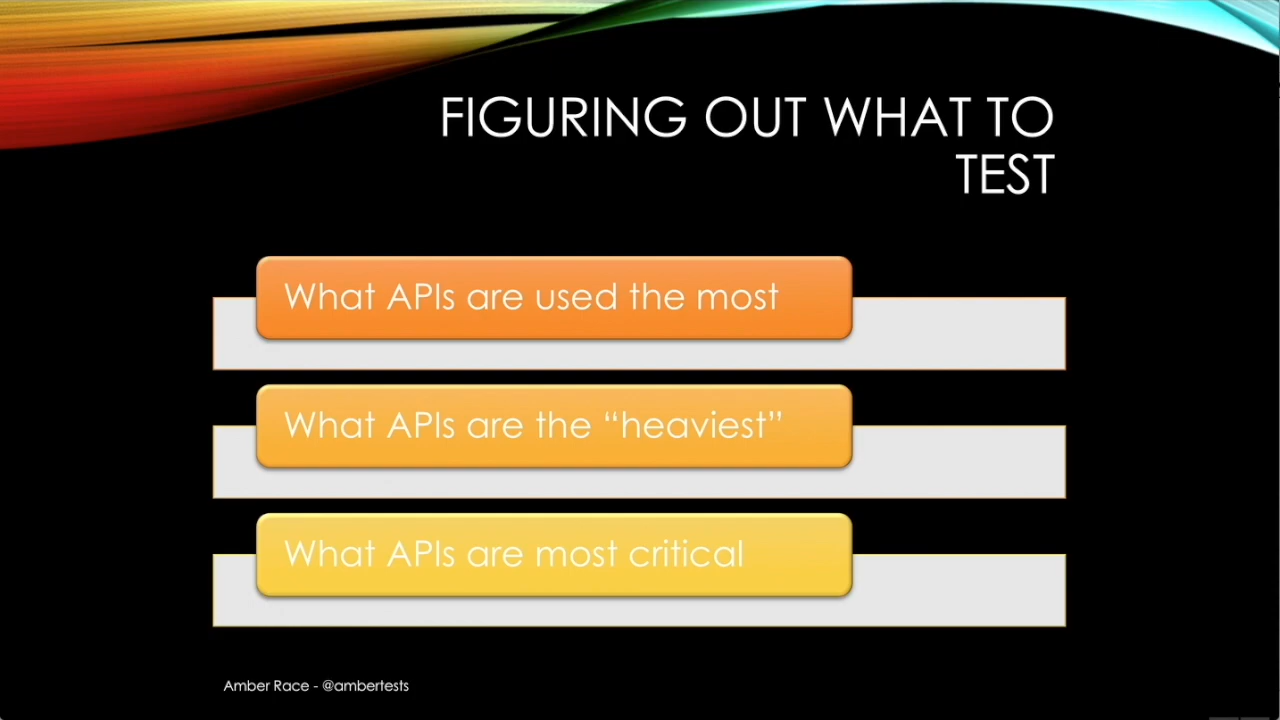 FIGURING OUT WHAT TO
TEST
What APIs are used the most
What APIs are the “heaviest”
What APIs are most critical
Amber Race - @ambertests